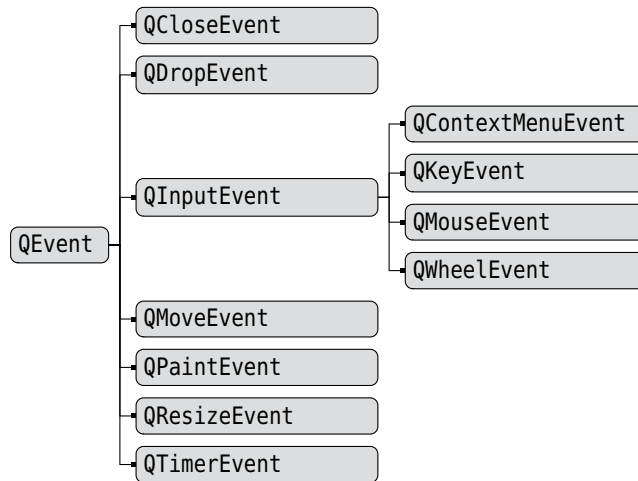 QCloseEvent
QDropEvent
QContextMenuEvent
QKeyEvent
QInputEvent
QMouseEvent
QEvent
QWheelEvent
QMoveEvent
QPaintEvent
QResizeEvent
QTimerEvent